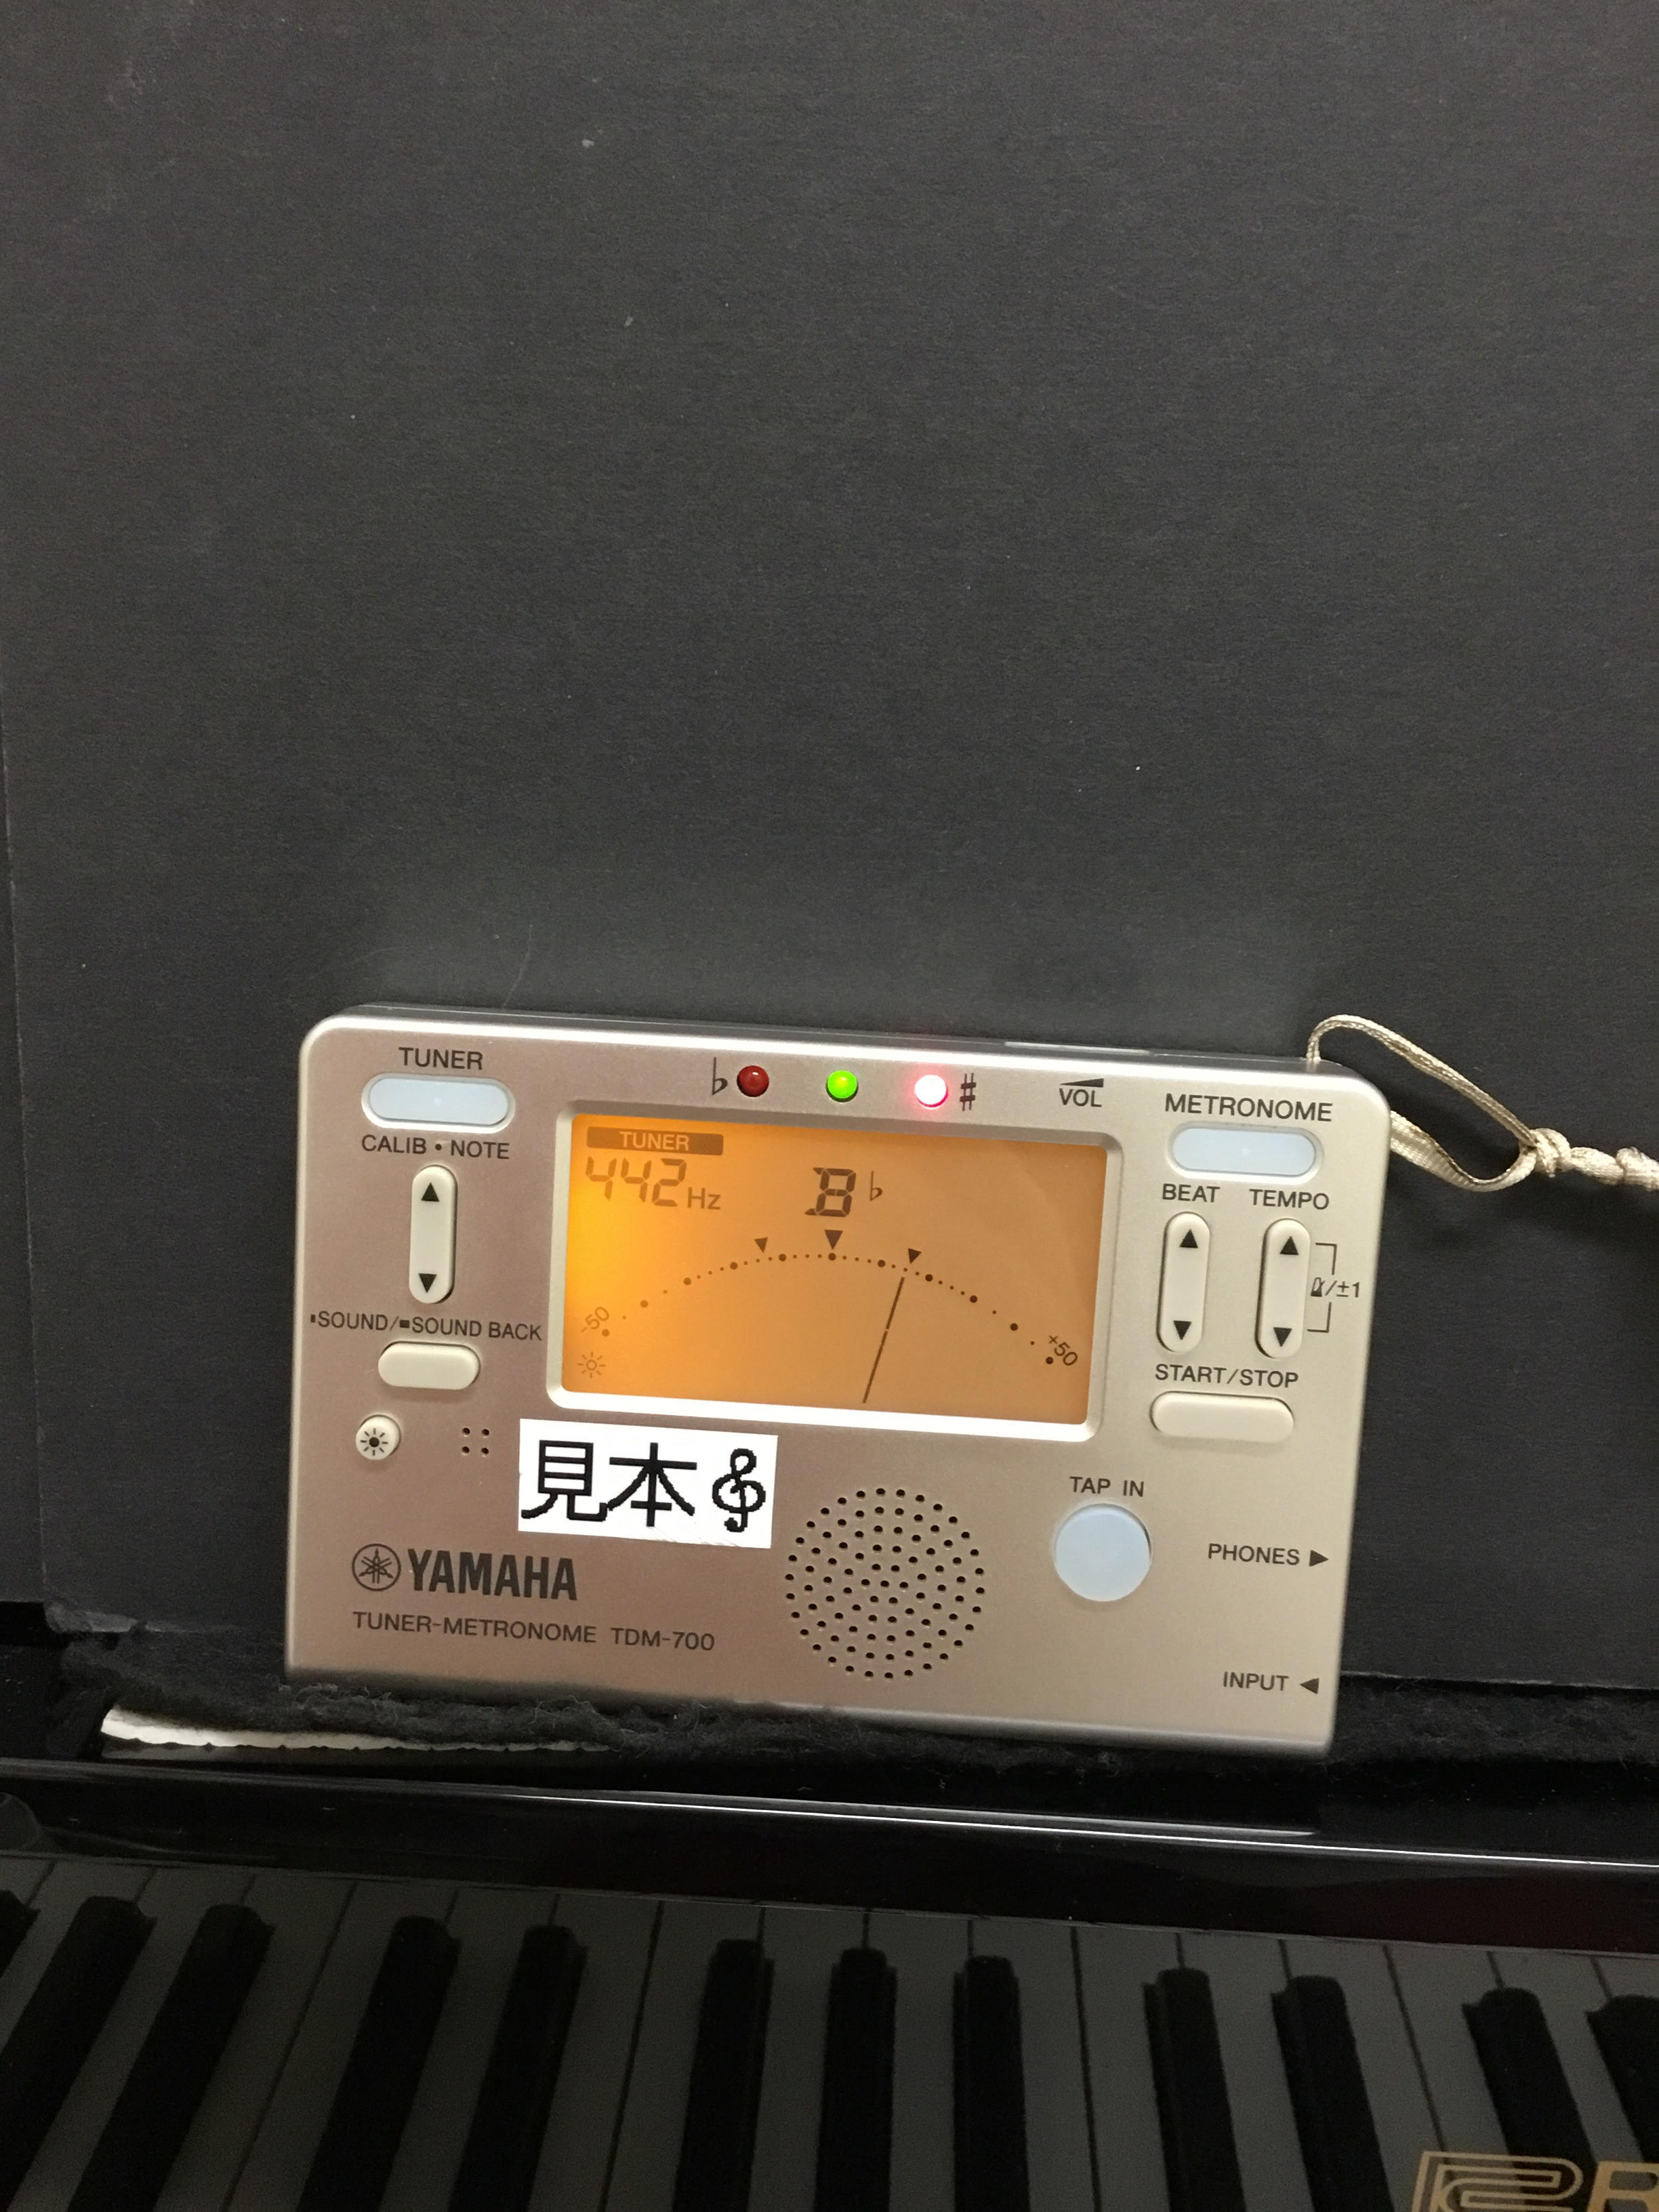 TUNER
♭
♯
VOL
METRONOME
CALIB • NOTE
TUNER
442Hz
B♭
BEAT TEMPO
/±1
-50
+50
SOUND/SOUND BACK
START/STOP
見本
TAP IN
PHONES ▶
YAMAHA
TUNER-METRONOME TDM-700
INPUT ◀